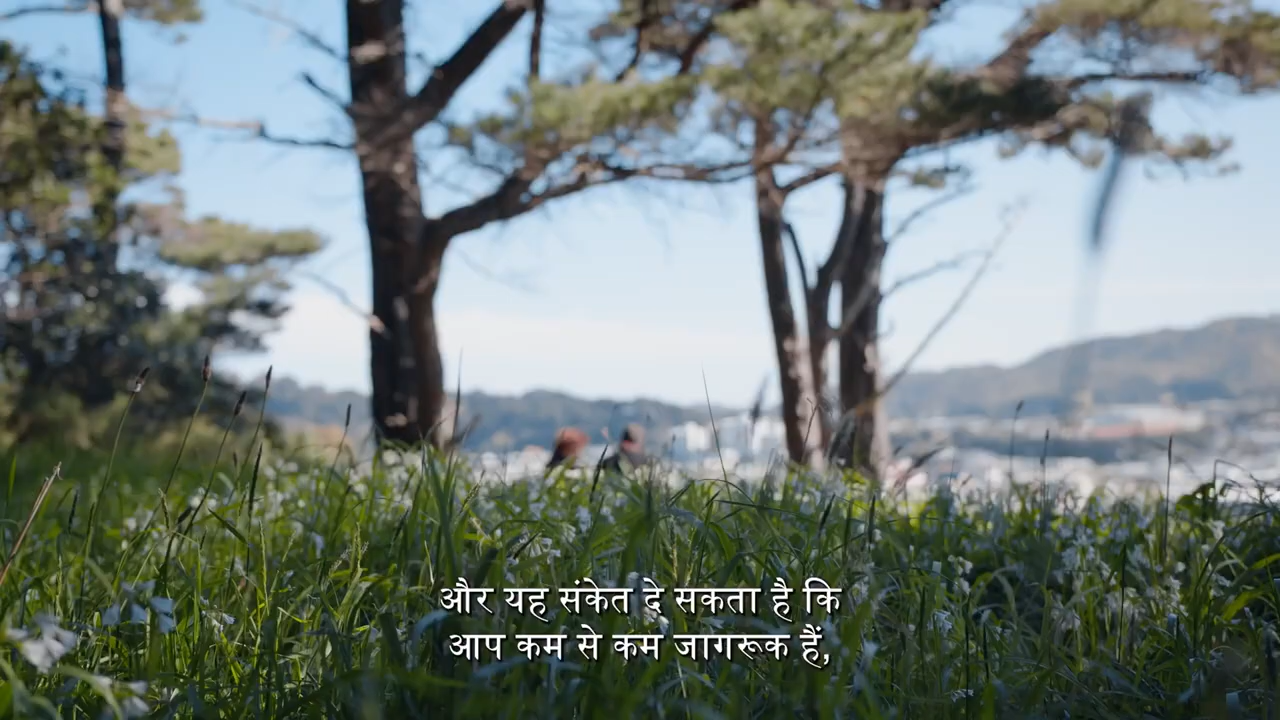 और यह संकेत दे सकता है कि
आप कम से कम जागरूक हैं,